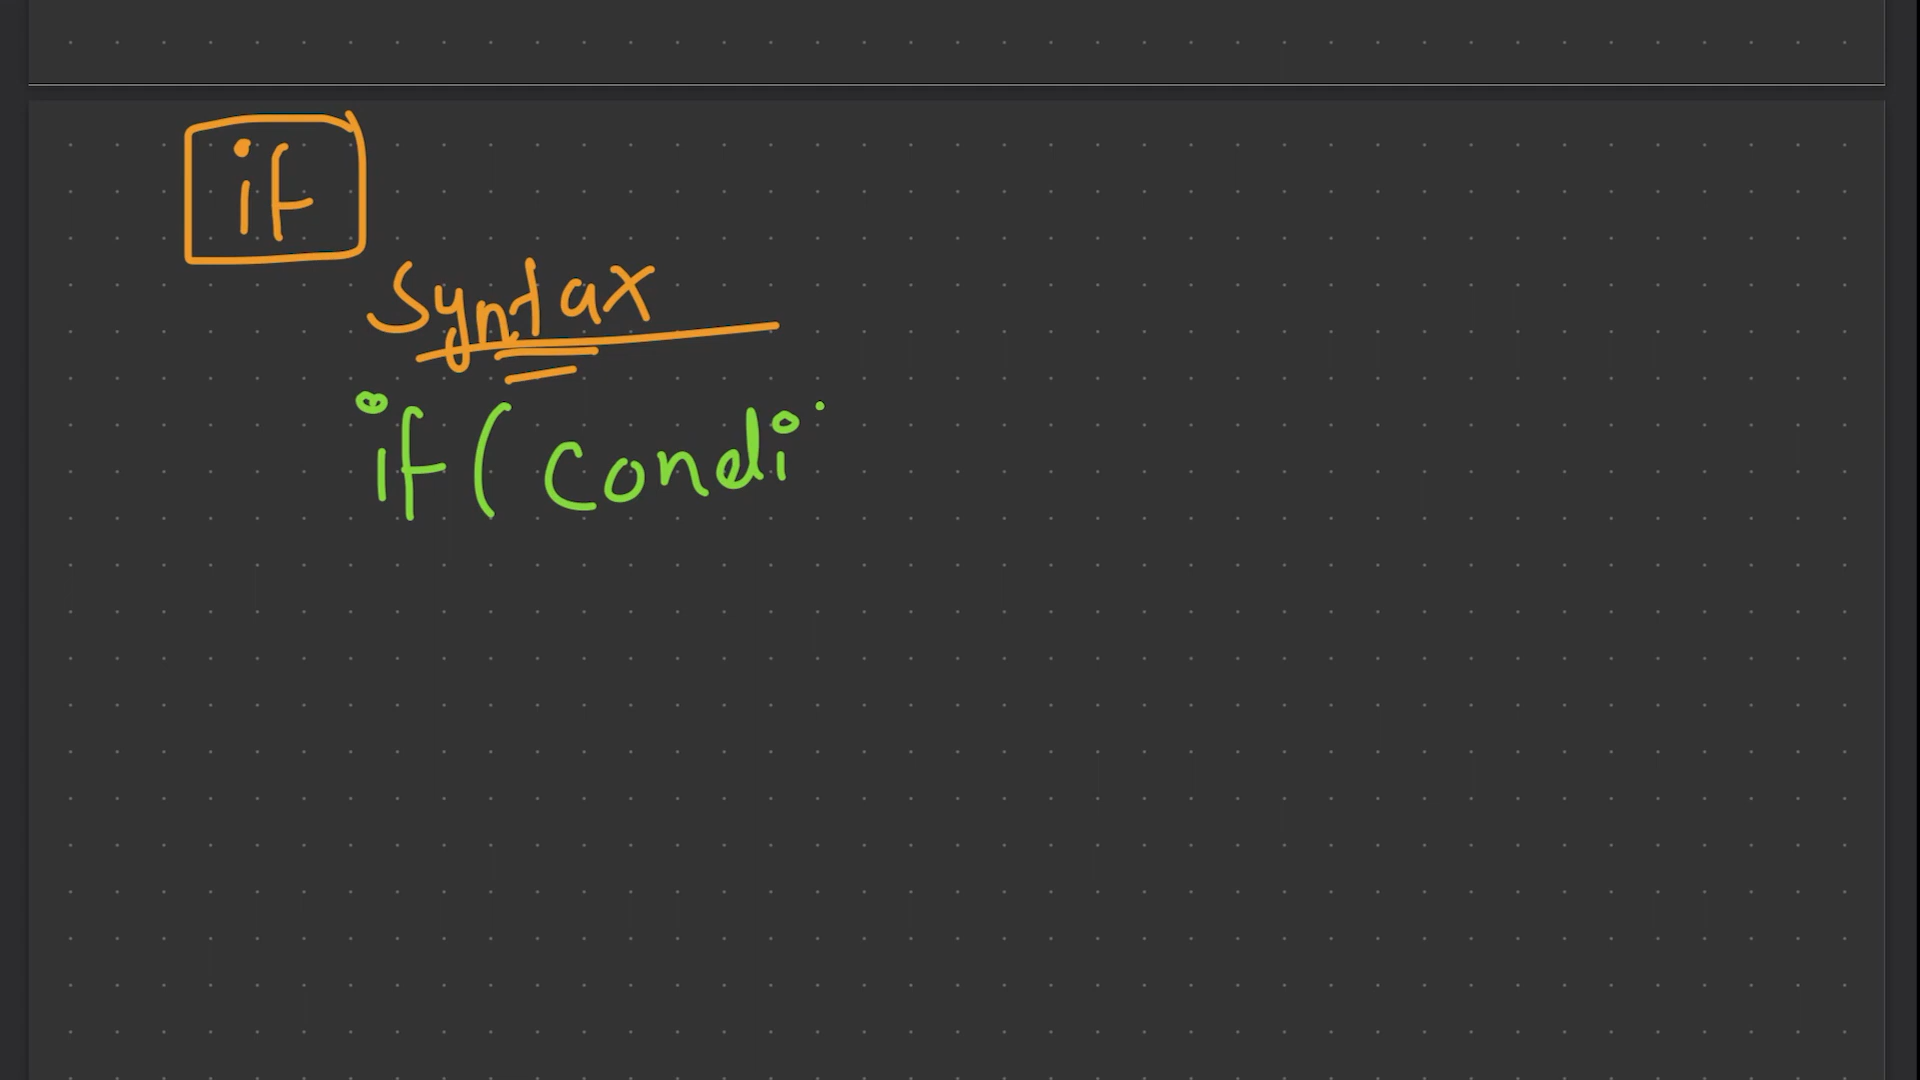 if
Syntax
if ( Condi